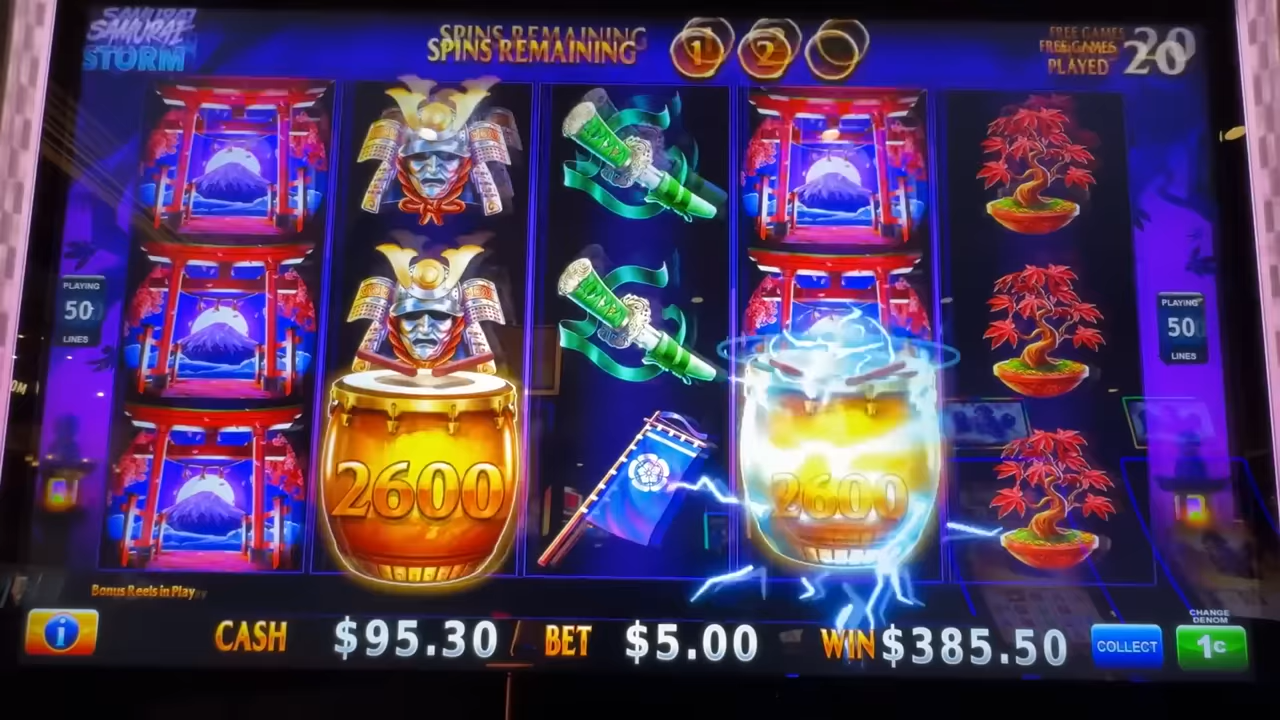 SAMURAI
STORM
SPINS REMAINING 1 2
FREE GAMES
PLAYED 20
PLAYING
50
LINES
PLAYING
50
LINES
2600
2600
Bonus Reels in Play
CASH $95.30 BET $5.00 WIN $385.50
COLLECT
CHANGE
DENOM
1¢